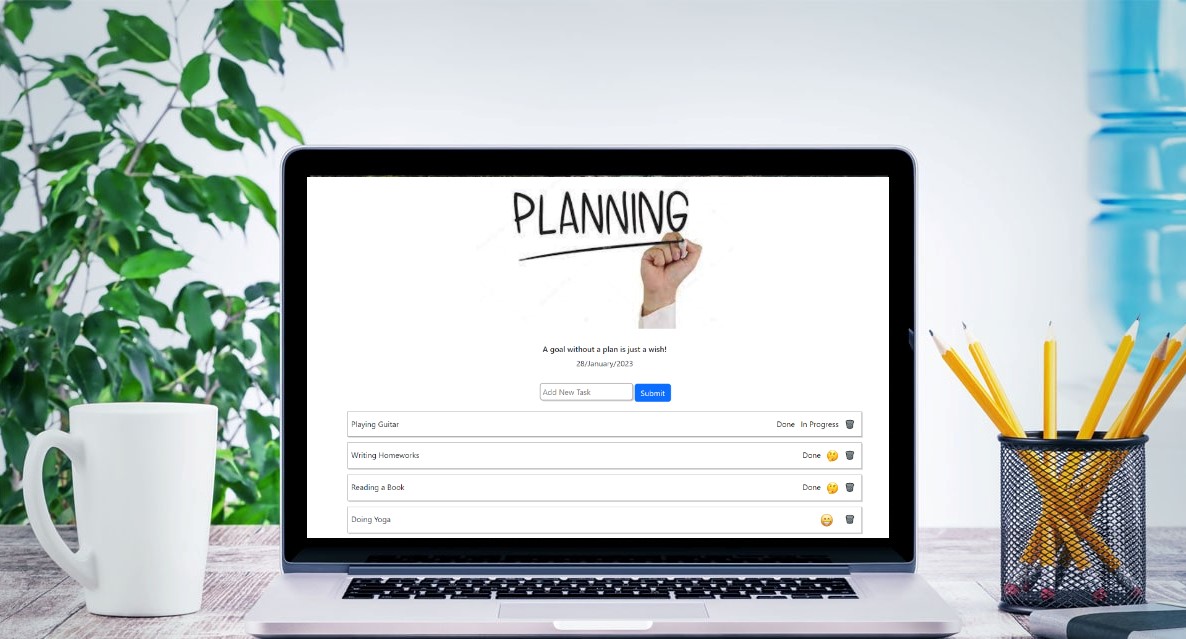 PLANNING
A goal without a plan is just a wish!
28/January/2023
Add New Task Submit
Playing Guitar Done In Progress
Writing Homeworks Done 🤔
Reading a Book Done 🤔
Doing Yoga 😀